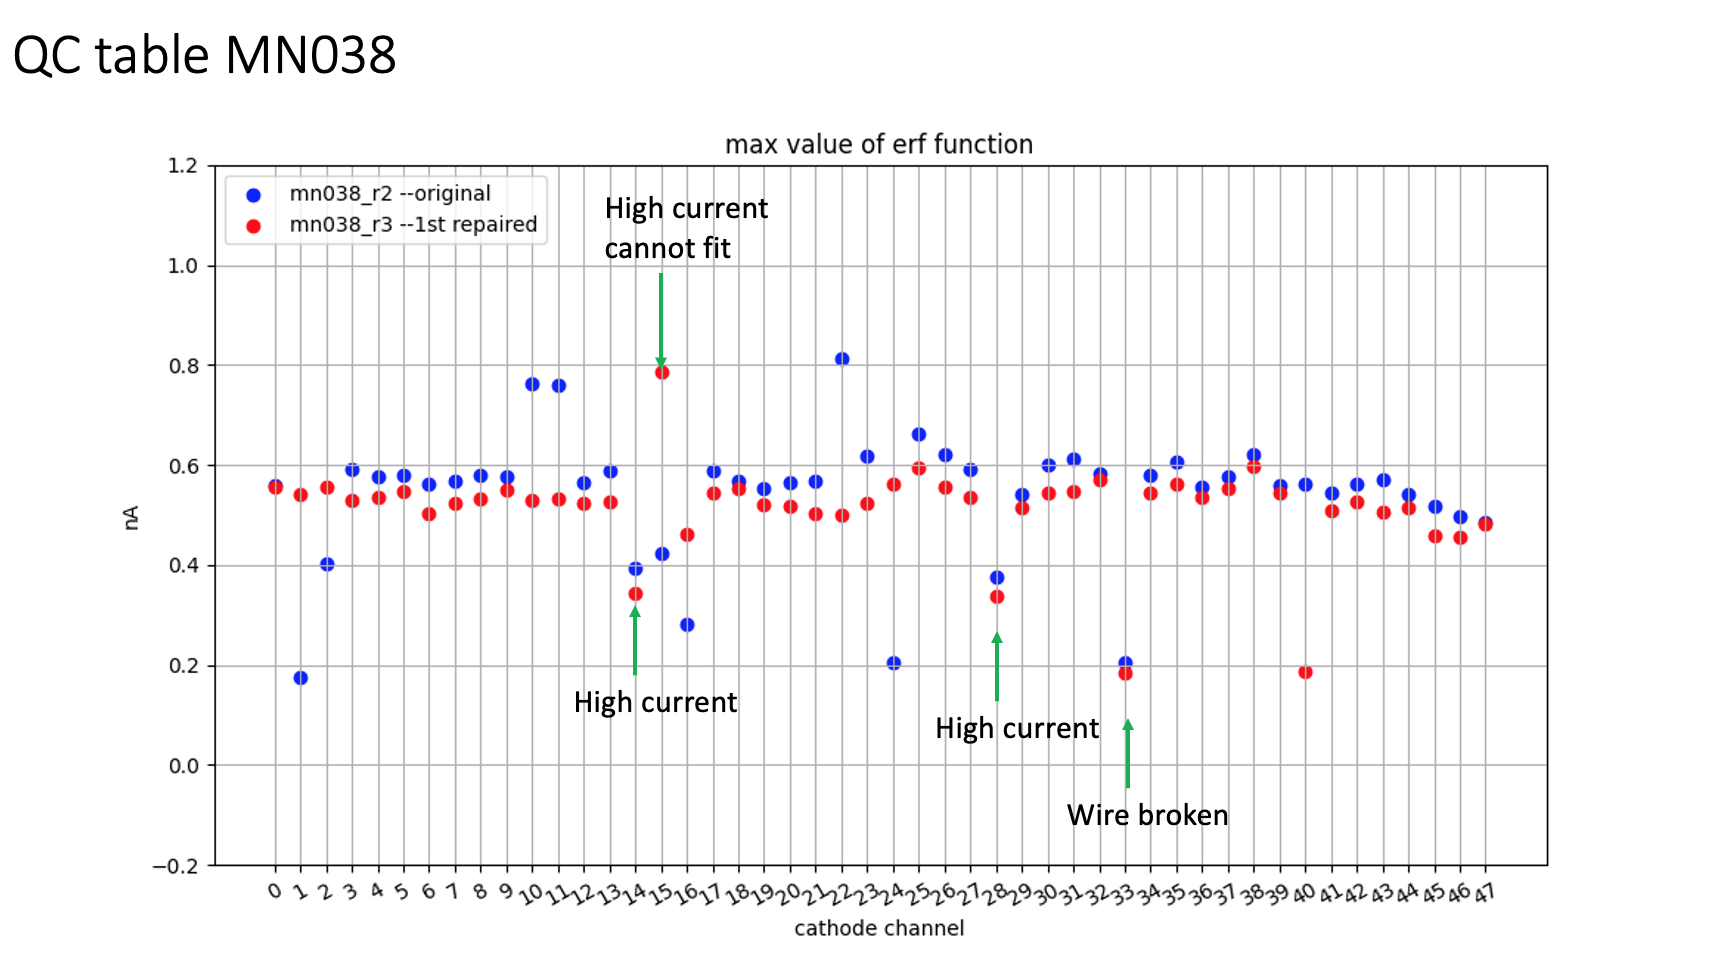 QC table MN038
max value of erf function
mn038_r2 --original
mn038_r3 --1st repaired
High current
cannot fit
High current
High current
Wire broken
1.2
1.0
0.8
0.6
0.4
0.2
0.0
−0.2
nA
0 1 2 3 4 5 6 7 8 9 10 11 12 13 14 15 16 17 18 19 20 21 22 23 24 25 26 27 28 29 30 31 32 33 34 35 36 37 38 39 40 41 42 43 44 45 46 47
cathode channel